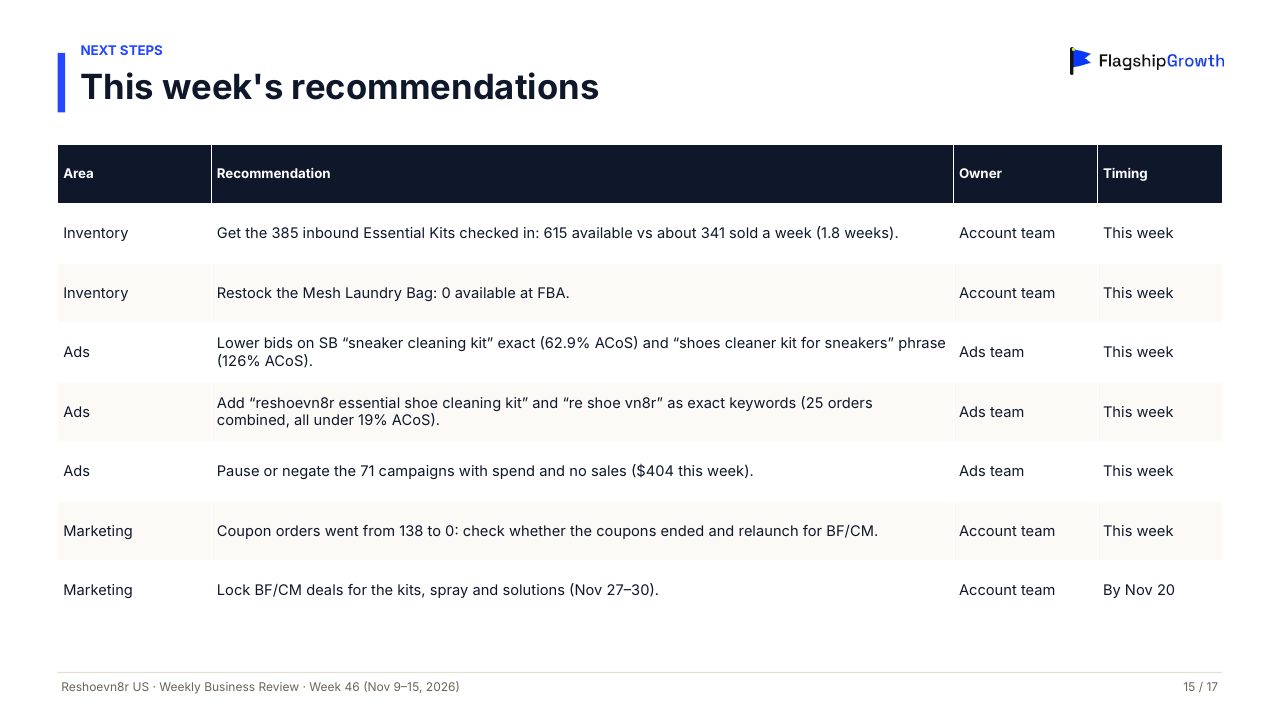 NEXT STEPS
This week's recommendations
FlagshipGrowth
Area Recommendation Owner Timing
Inventory Get the 385 inbound Essential Kits checked in: 615 available vs about 341 sold a week (1.8 weeks). Account team This week
Inventory Restock the Mesh Laundry Bag: 0 available at FBA. Account team This week
Ads Lower bids on SB “sneaker cleaning kit” exact (62.9% ACoS) and “shoes cleaner kit for sneakers” phrase
(126% ACoS). Ads team This week
Ads Add “reshoevn8r essential shoe cleaning kit” and “re shoe vn8r” as exact keywords (25 orders
combined, all under 19% ACoS). Ads team This week
Ads Pause or negate the 71 campaigns with spend and no sales ($404 this week). Ads team This week
Marketing Coupon orders went from 138 to 0: check whether the coupons ended and relaunch for BF/CM. Account team This week
Marketing Lock BF/CM deals for the kits, spray and solutions (Nov 27–30). Account team By Nov 20
Reshoevn8r US · Weekly Business Review · Week 46 (Nov 9–15, 2026) 15 / 17